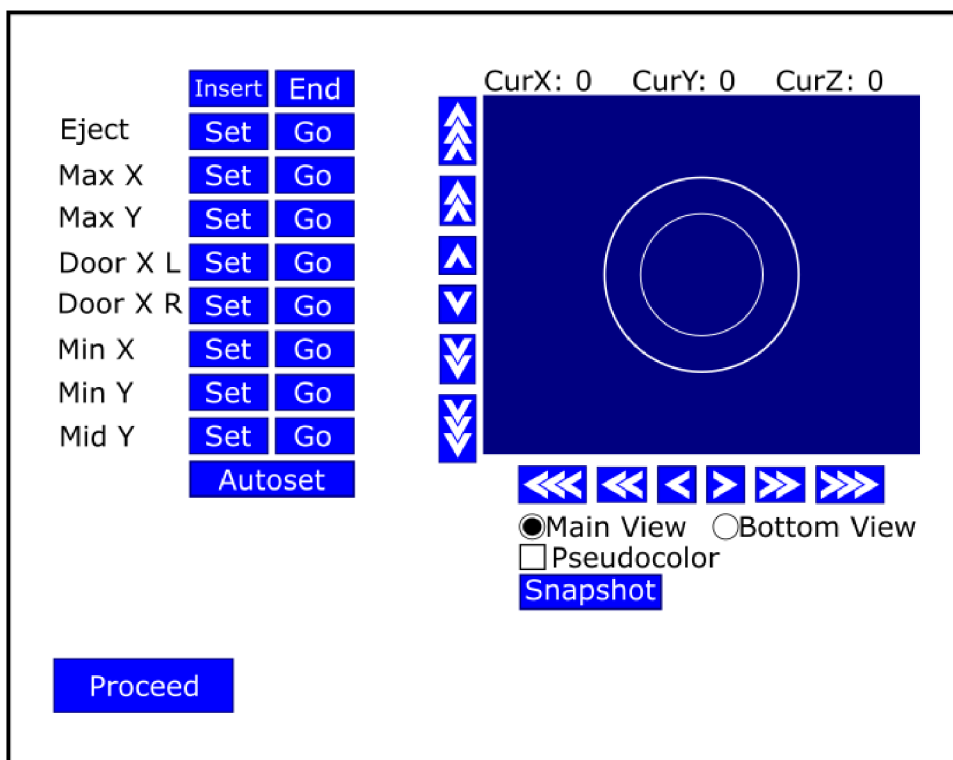 Insert End
Eject Set Go
Max X Set Go
Max Y Set Go
Door X L Set Go
Door X R Set Go
Min X Set Go
Min Y Set Go
Mid Y Set Go
Autoset
CurX: 0 CurY: 0 CurZ: 0
Main View Bottom View
Pseudocolor
Snapshot
Proceed